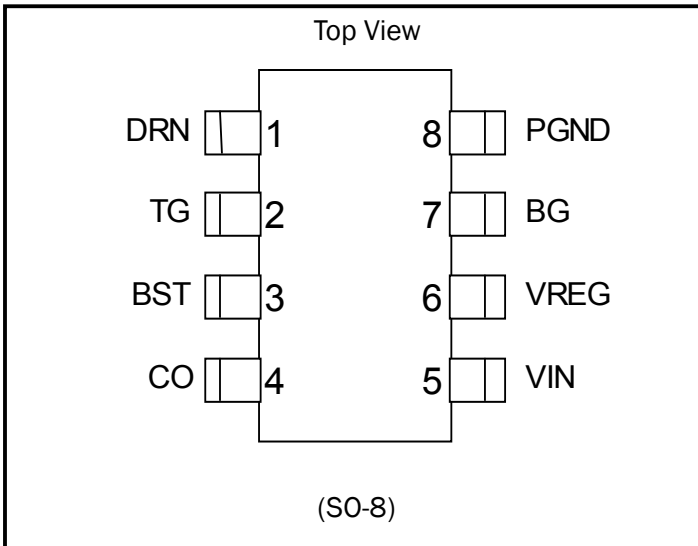 Top View
DRN 1 8 PGND
TG 2 7 BG
BST 3 6 VREG
CO 4 5 VIN
(SO-8)